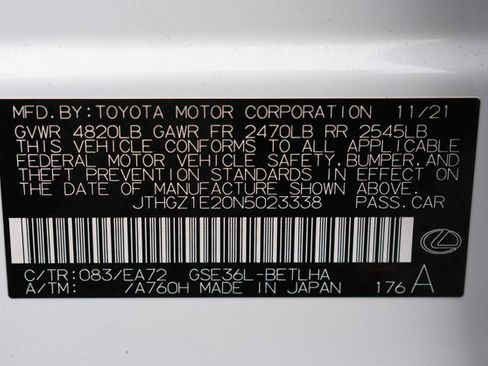 MFD.BY:TOYOTA MOTOR CORPORATION 11/21
GVWR 4820LB GAWR FR 2470LB RR 2545LB
THIS VEHICLE CONFORMS TO ALL APPLICABLE
FEDERAL MOTOR VEHICLE SAFETY,BUMPER,AND
THEFT PREVENTION STANDARDS IN EFFECT ON
THE DATE OF MANUFACTURE SHOWN ABOVE.
JTHGZ1E20N5023338 PASS.CAR
C/TR:083/EA72 GSE36L-BETLHA
A/TM: /A760H MADE IN JAPAN 176 A